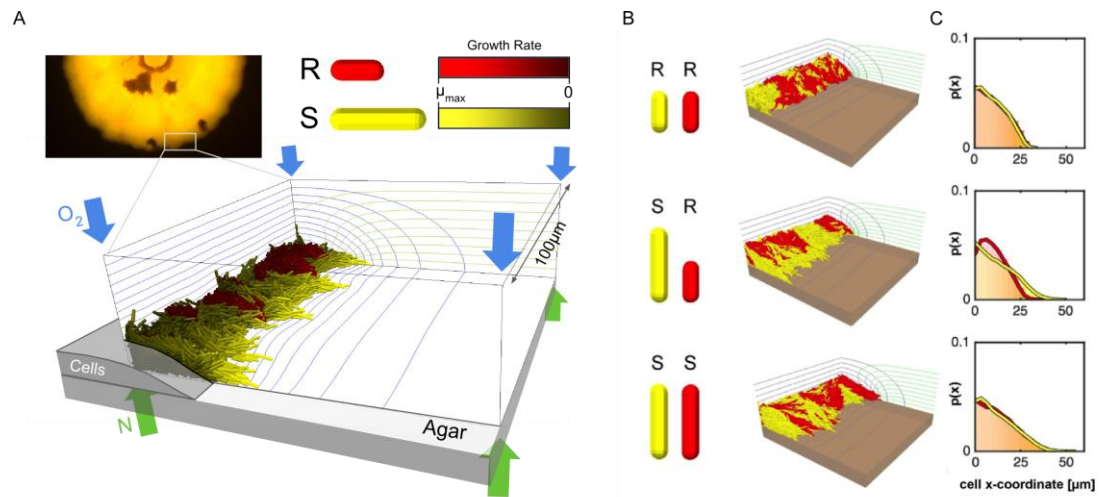 A
Growth Rate
R
μmax
0
S
O2
100μm
Cells
N
Agar
B
R R
S R
S S
C
0.1
p(x)
0
0 25 50
0.1
p(x)
0
0 25 50
0.1
p(x)
0
0 25 50
cell x-coordinate [μm]